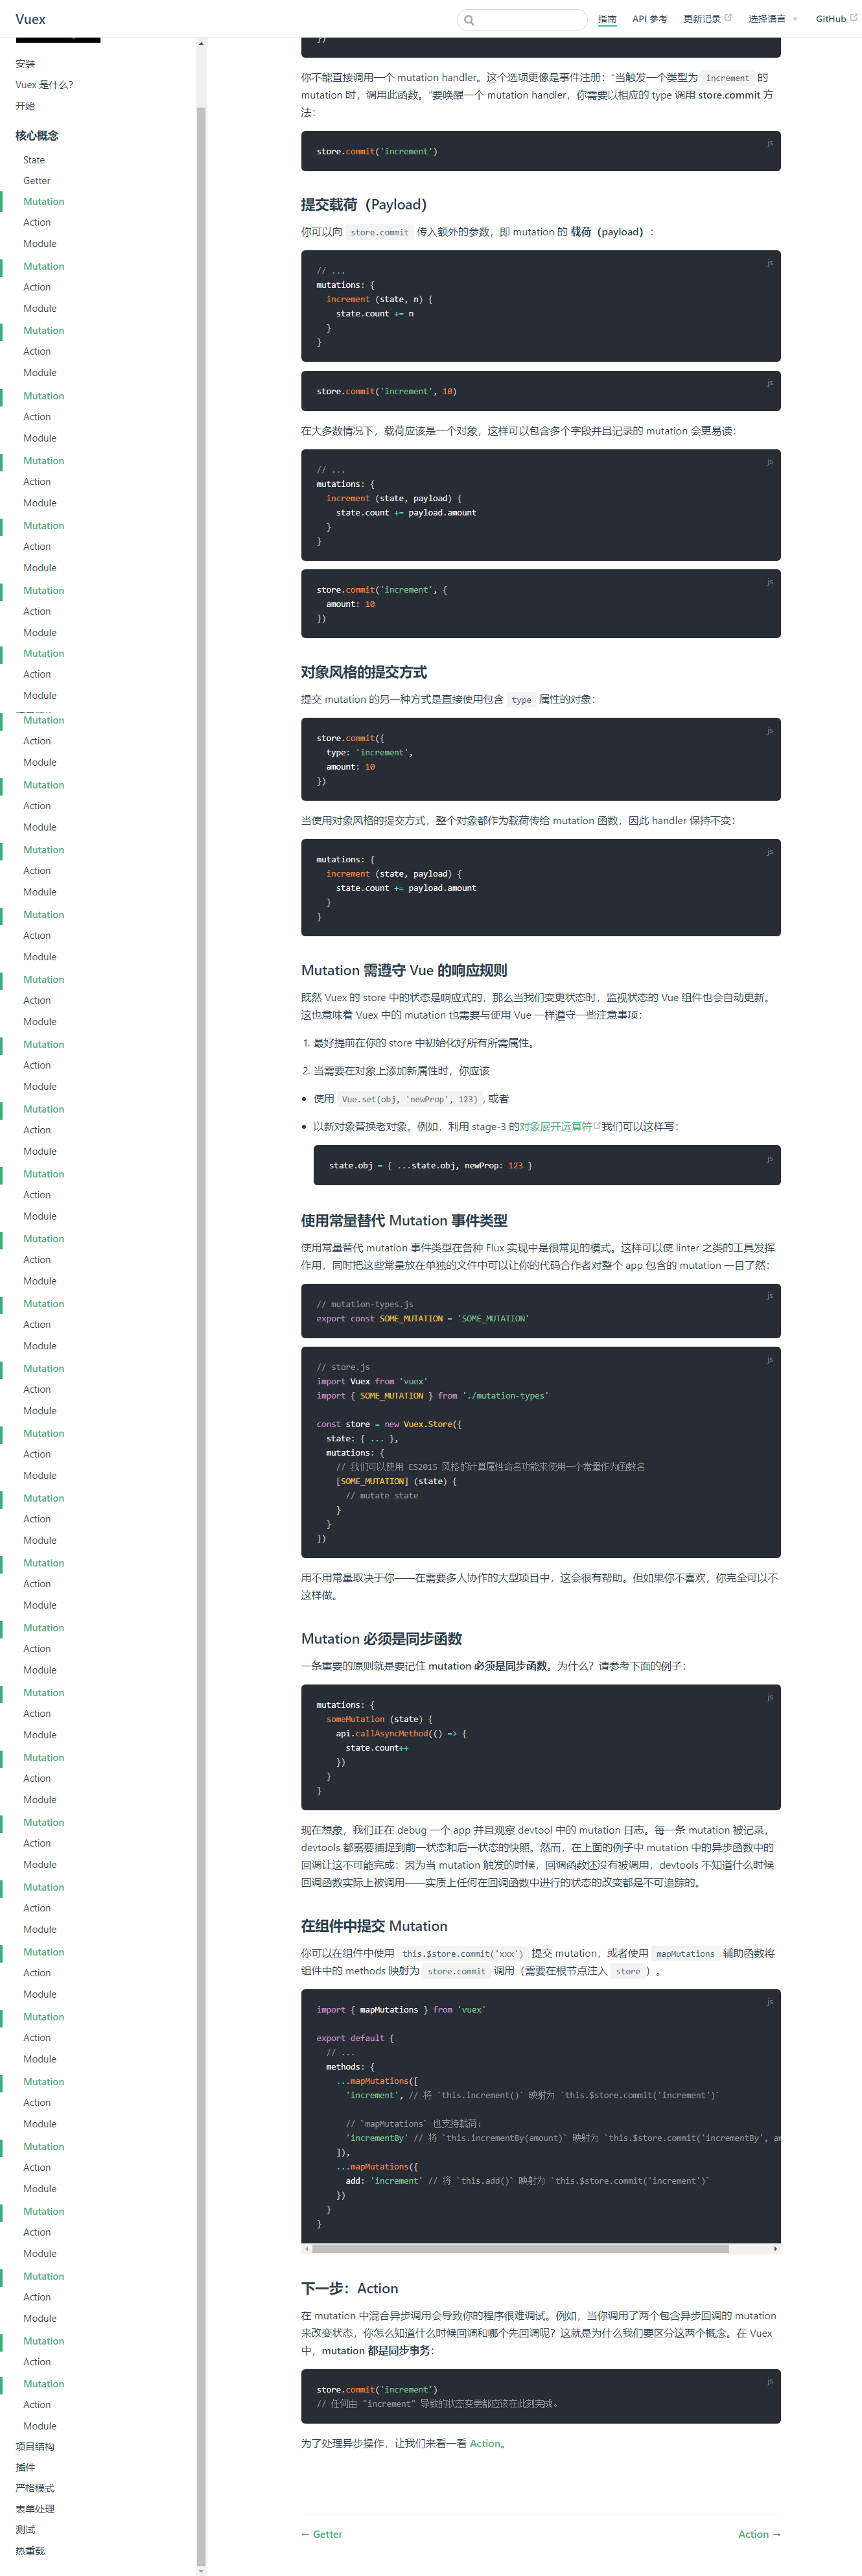 Vuex
指南
API 参考
更新记录
选择语言
GitHub
安装
Vuex 是什么？
开始
核心概念
State
Getter
Mutation
Action
Module
Mutation
Action
Module
Mutation
Action
Module
Mutation
Action
Module
Mutation
Action
Module
Mutation
Action
Module
Mutation
Action
Module
Mutation
Action
Module
Mutation
Action
Module
Mutation
Action
Module
Mutation
Action
Module
Mutation
Action
Module
Mutation
Action
Module
Mutation
Action
Module
Mutation
Action
Module
Mutation
Action
Module
Mutation
Action
Module
Mutation
Action
Module
Mutation
Action
Module
Mutation
Action
Module
Mutation
Action
Module
Mutation
Action
Module
Mutation
Action
Module
Mutation
Action
Module
Mutation
Action
Module
Mutation
Action
Module
Mutation
Action
Module
Mutation
Action
Module
Mutation
Action
Module
Mutation
Action
Module
Mutation
Action
Module
Mutation
Action
Module
Mutation
Action
Module
Mutation
Action
Mutation
Action
Module
项目结构
插件
严格模式
表单处理
测试
热重载
})
你不能直接调用一个 mutation handler。这个选项更像是事件注册：“当触发一个类型为 increment 的
mutation 时，调用此函数。”要唤醒一个 mutation handler，你需要以相应的 type 调用 store.commit 方
法：
js
store.commit('increment')
提交载荷（Payload）
你可以向 store.commit 传入额外的参数，即 mutation 的 载荷（payload）：
js
// ...
mutations: {
increment (state, n) {
state.count += n
}
}
js
store.commit('increment', 10)
在大多数情况下，载荷应该是一个对象，这样可以包含多个字段并且记录的 mutation 会更易读：
js
// ...
mutations: {
increment (state, payload) {
state.count += payload.amount
}
}
js
store.commit('increment', {
amount: 10
})
对象风格的提交方式
提交 mutation 的另一种方式是直接使用包含 type 属性的对象：
js
store.commit({
type: 'increment',
amount: 10
})
当使用对象风格的提交方式，整个对象都作为载荷传给 mutation 函数，因此 handler 保持不变：
js
mutations: {
increment (state, payload) {
state.count += payload.amount
}
}
Mutation 需遵守 Vue 的响应规则
既然 Vuex 的 store 中的状态是响应式的，那么当我们变更状态时，监视状态的 Vue 组件也会自动更新。
这也意味着 Vuex 中的 mutation 也需要与使用 Vue 一样遵守一些注意事项：
1. 最好提前在你的 store 中初始化好所有所需属性。
2. 当需要在对象上添加新属性时，你应该
• 使用 Vue.set(obj, 'newProp', 123), 或者
• 以新对象替换老对象。例如，利用 stage-3 的对象展开运算符我们可以这样写：
js
state.obj = { ...state.obj, newProp: 123 }
使用常量替代 Mutation 事件类型
使用常量替代 mutation 事件类型在各种 Flux 实现中是很常见的模式。这样可以使 linter 之类的工具发挥
作用，同时把这些常量放在单独的文件中可以让你的代码合作者对整个 app 包含的 mutation 一目了然：
js
// mutation-types.js
export const SOME_MUTATION = 'SOME_MUTATION'
js
// store.js
import Vuex from 'vuex'
import { SOME_MUTATION } from './mutation-types'
const store = new Vuex.Store({
state: { ... },
mutations: {
// 我们可以使用 ES2015 风格的计算属性命名功能来使用一个常量作为函数名
[SOME_MUTATION] (state) {
// mutate state
}
}
})
用不用常量取决于你——在需要多人协作的大型项目中，这会很有帮助。但如果你不喜欢，你完全可以不
这样做。
Mutation 必须是同步函数
一条重要的原则就是要记住 mutation 必须是同步函数。为什么？请参考下面的例子：
js
mutations: {
someMutation (state) {
api.callAsyncMethod(() => {
state.count++
})
}
}
现在想象，我们正在 debug 一个 app 并且观察 devtool 中的 mutation 日志。每一条 mutation 被记录，
devtools 都需要捕捉到前一状态和后一状态的快照。然而，在上面的例子中 mutation 中的异步函数中的
回调让这不可能完成：因为当 mutation 触发的时候，回调函数还没有被调用，devtools 不知道什么时候
回调函数实际上被调用——实质上任何在回调函数中进行的状态的改变都是不可追踪的。
在组件中提交 Mutation
你可以在组件中使用 this.$store.commit('xxx') 提交 mutation，或者使用 mapMutations 辅助函数将
组件中的 methods 映射为 store.commit 调用（需要在根节点注入 store）。
js
import { mapMutations } from 'vuex'
export default {
// ...
methods: {
...mapMutations([
'increment', // 将 `this.increment()` 映射为 `this.$store.commit('increment')`
// `mapMutations` 也支持载荷：
'incrementBy' // 将 `this.incrementBy(amount)` 映射为 `this.$store.commit('incrementBy',
]),
...mapMutations({
add: 'increment' // 将 `this.add()` 映射为 `this.$store.commit('increment')`
})
}
}
下一步：Action
在 mutation 中混合异步调用会导致你的程序很难调试。例如，当你调用了两个包含异步回调的 mutation
来改变状态，你怎么知道什么时候回调和哪个先回调呢？这就是为什么我们要区分这两个概念。在 Vuex
中，mutation 都是同步事务：
js
store.commit('increment')
// 任何由 "increment" 导致的状态变更都应该在此刻完成。
为了处理异步操作，让我们来看一看 Action。
← Getter
Action →